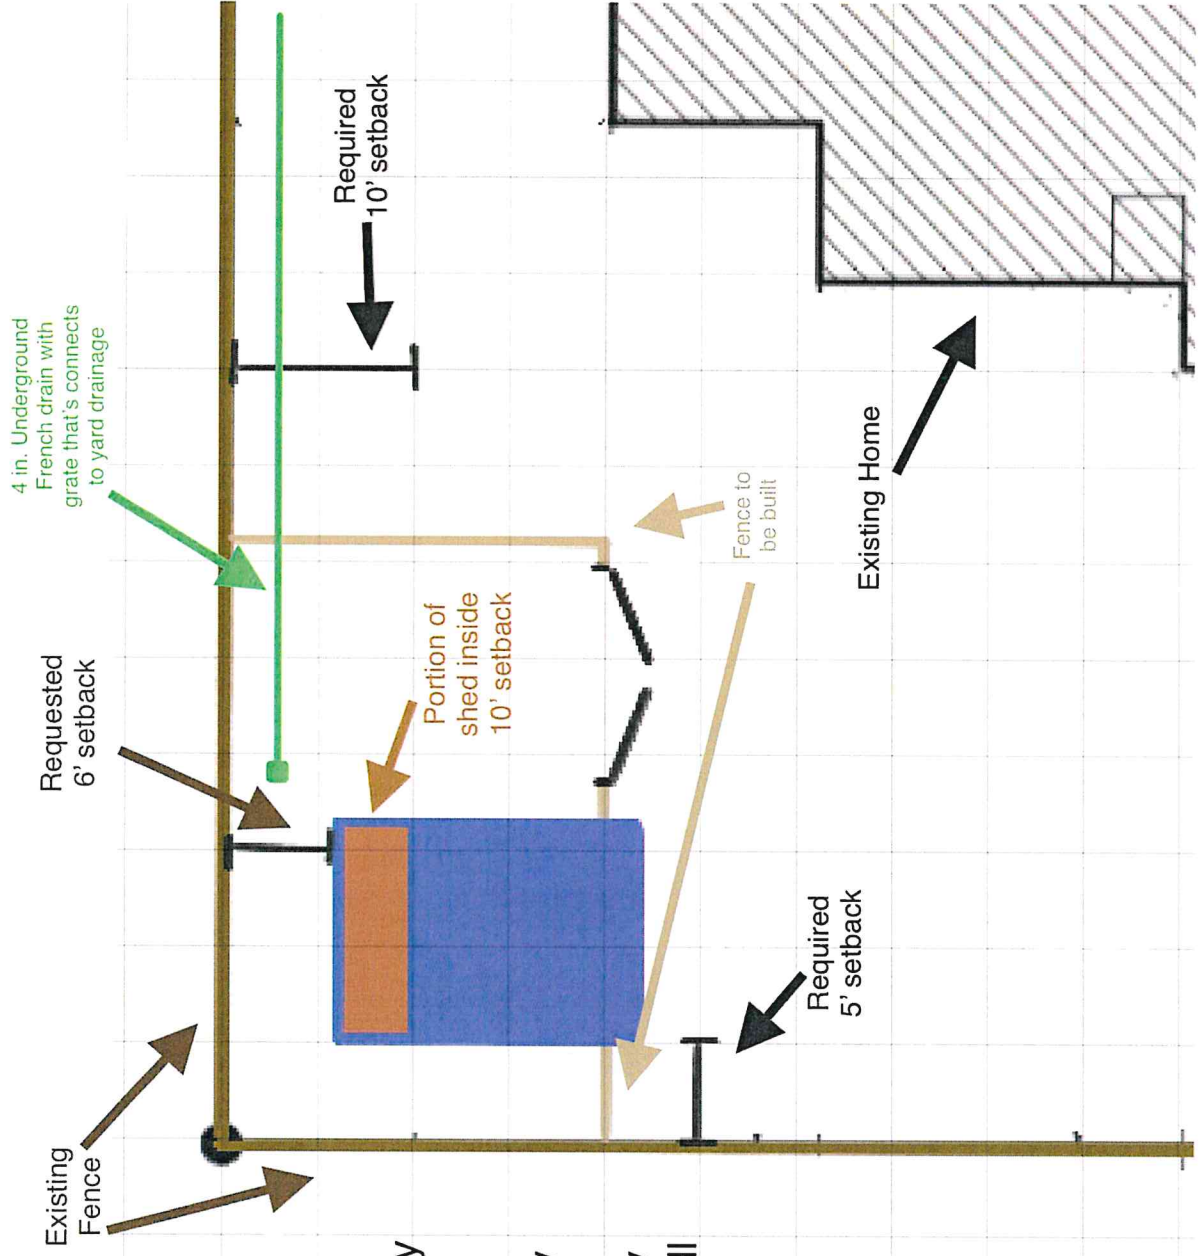 4 in. Underground
French drain with
grate that's connects
to yard drainage
Required
10' setback
Requested
6' setback
Portion of
shed inside
10' setback
Fence to
be built
Existing Home
Existing
Fence
Required
5' setback
y
ll